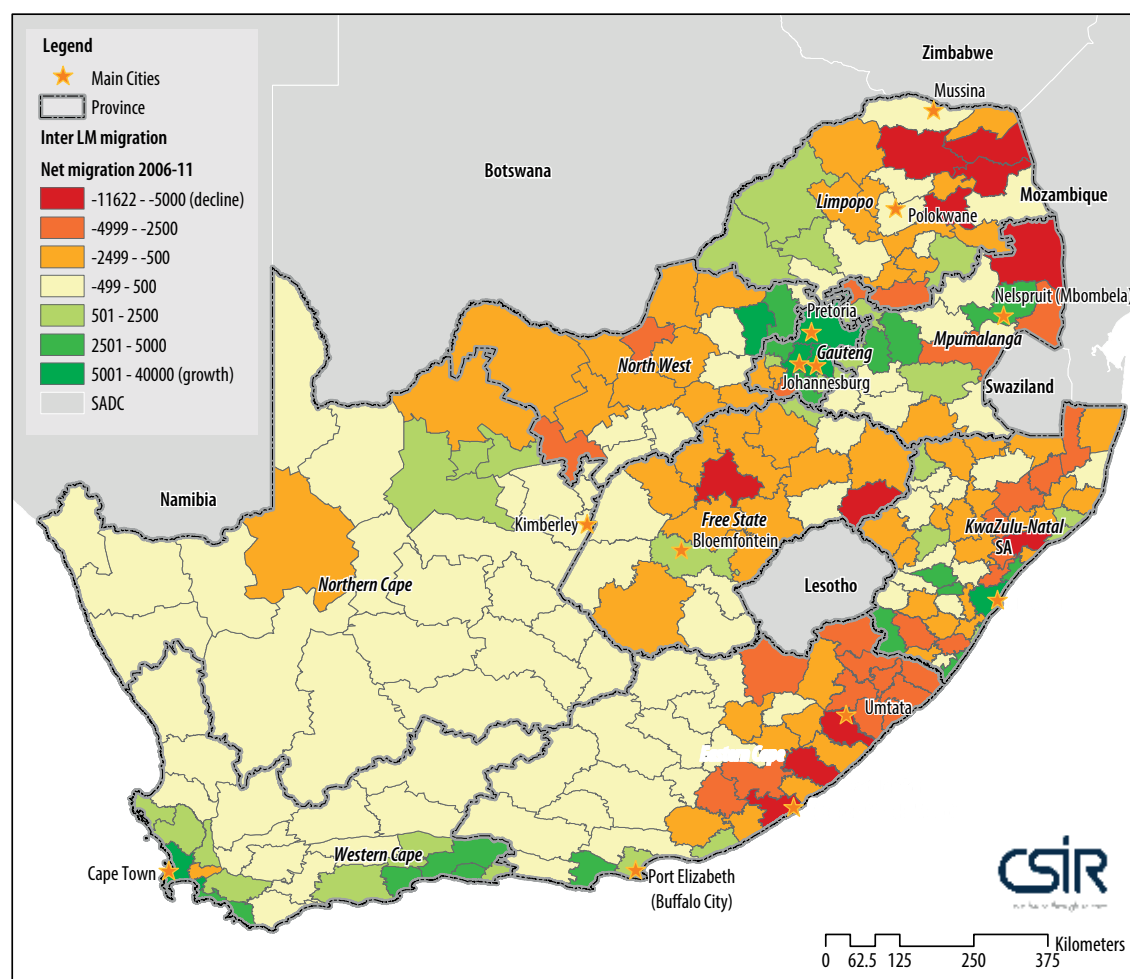 Legend
Main Cities
Province
Inter LM migration
Net migration 2006-11
-11622 - -5000 (decline)
-4999 - -2500
-2499 - -500
-499 - 500
501 - 2500
2501 - 5000
5001 - 40000 (growth)
SADC
Zimbabwe
Mussina
Botswana
Mozambique
Limpopo
Polokwane
Nelspruit (Mbombela)
Pretoria
Mpumalanga
Gauteng
North West
Johannesburg
Swaziland
Namibia
Kimberley
Free State
Bloemfontein
KwaZulu-Natal
SA
Northern Cape
Lesotho
Umtata
Eastern Cape
Western Cape
Cape Town
Port Elizabeth
(Buffalo City)
CSIR
Kilometers
0 62.5 125 250 375